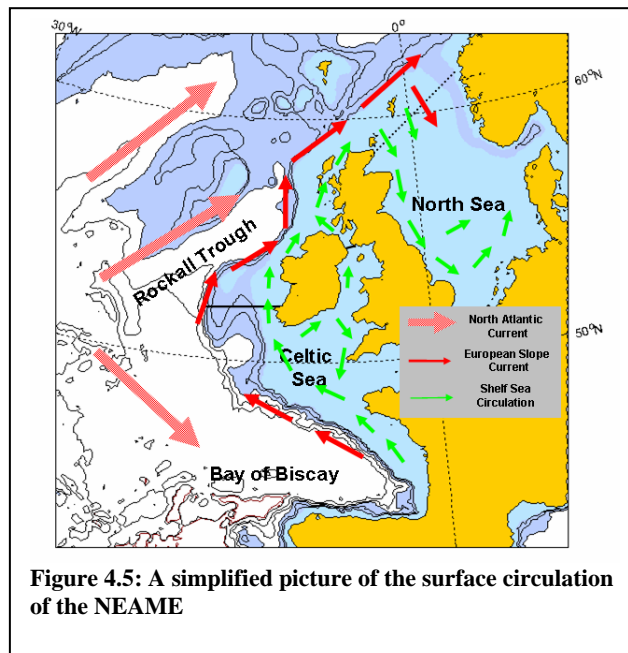 30°W
0°
60°N
North Sea
Rockall Trough
50°N
North Atlantic
Current
European Slope
Current
Shelf Sea
Circulation
Celtic
Sea
Bay of Biscay
Figure 4.5: A simplified picture of the surface circulation
of the NEAME